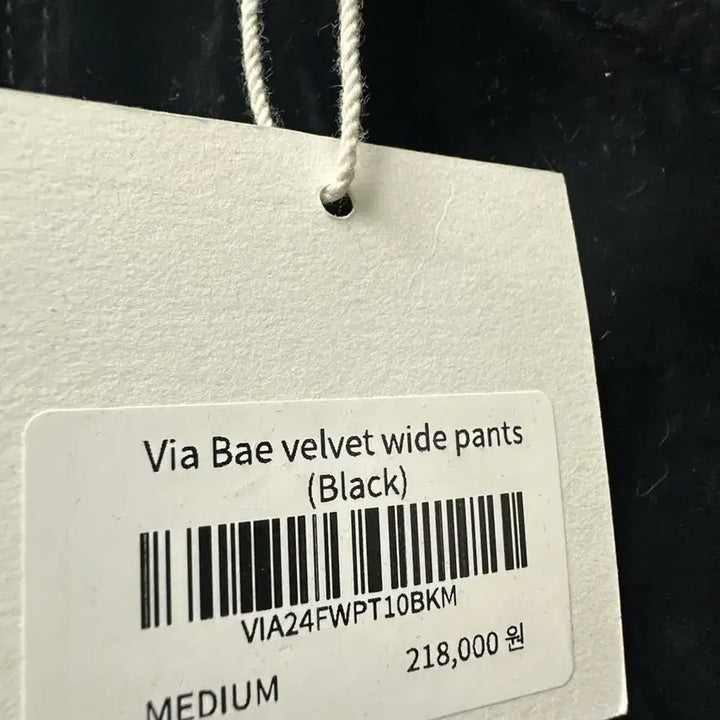 Via Bae velvet wide pants
(Black)
VIA24FWPT10BKM
218,000 원
MEDIUM